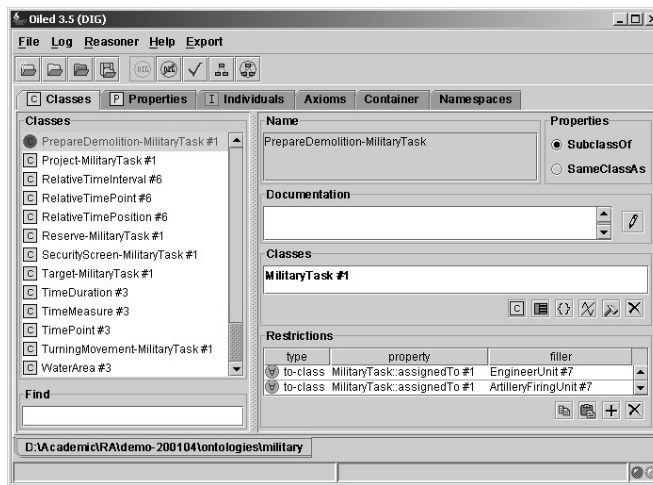 Oiled 3.5 (DIG)
File Log Reasoner Help Export
DIG DIG
C Classes P Properties I Individuals Axioms Container Namespaces
Classes
PrepareDemolition-MilitaryTask #1
C Project-MilitaryTask #1
C RelativeTimeInterval #6
C RelativeTimePoint #6
C RelativeTimePosition #6
C Reserve-MilitaryTask #1
C SecurityScreen-MilitaryTask #1
C Target-MilitaryTask #1
C TimeDuration #3
C TimeMeasure #3
C TimePoint #3
C TurningMovement-MilitaryTask #1
C WaterArea #3
Find
Name
PrepareDemolition-MilitaryTask
Properties
SubclassOf
SameClassAs
Documentation
Classes
MilitaryTask #1
C {}
Restrictions
type property filler
to-class MilitaryTask::assignedTo #1 EngineerUnit #7
to-class MilitaryTask::assignedTo #1 ArtilleryFiringUnit #7
D:\Academic\RA\demo-200104\ontologies\military